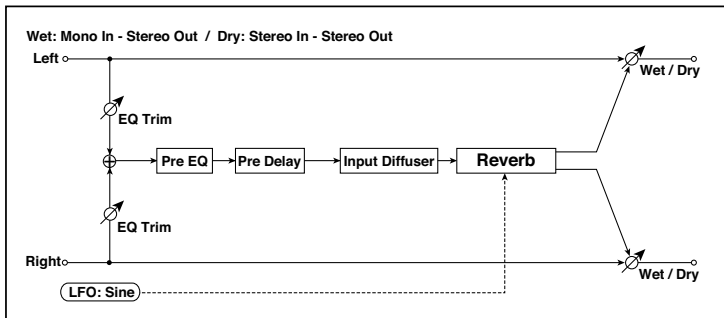 Wet: Mono In - Stereo Out / Dry: Stereo In - Stereo Out
Left
Wet / Dry
EQ Trim
Pre EQ
Pre Delay
Input Diffuser
Reverb
EQ Trim
Right
Wet / Dry
LFO: Sine